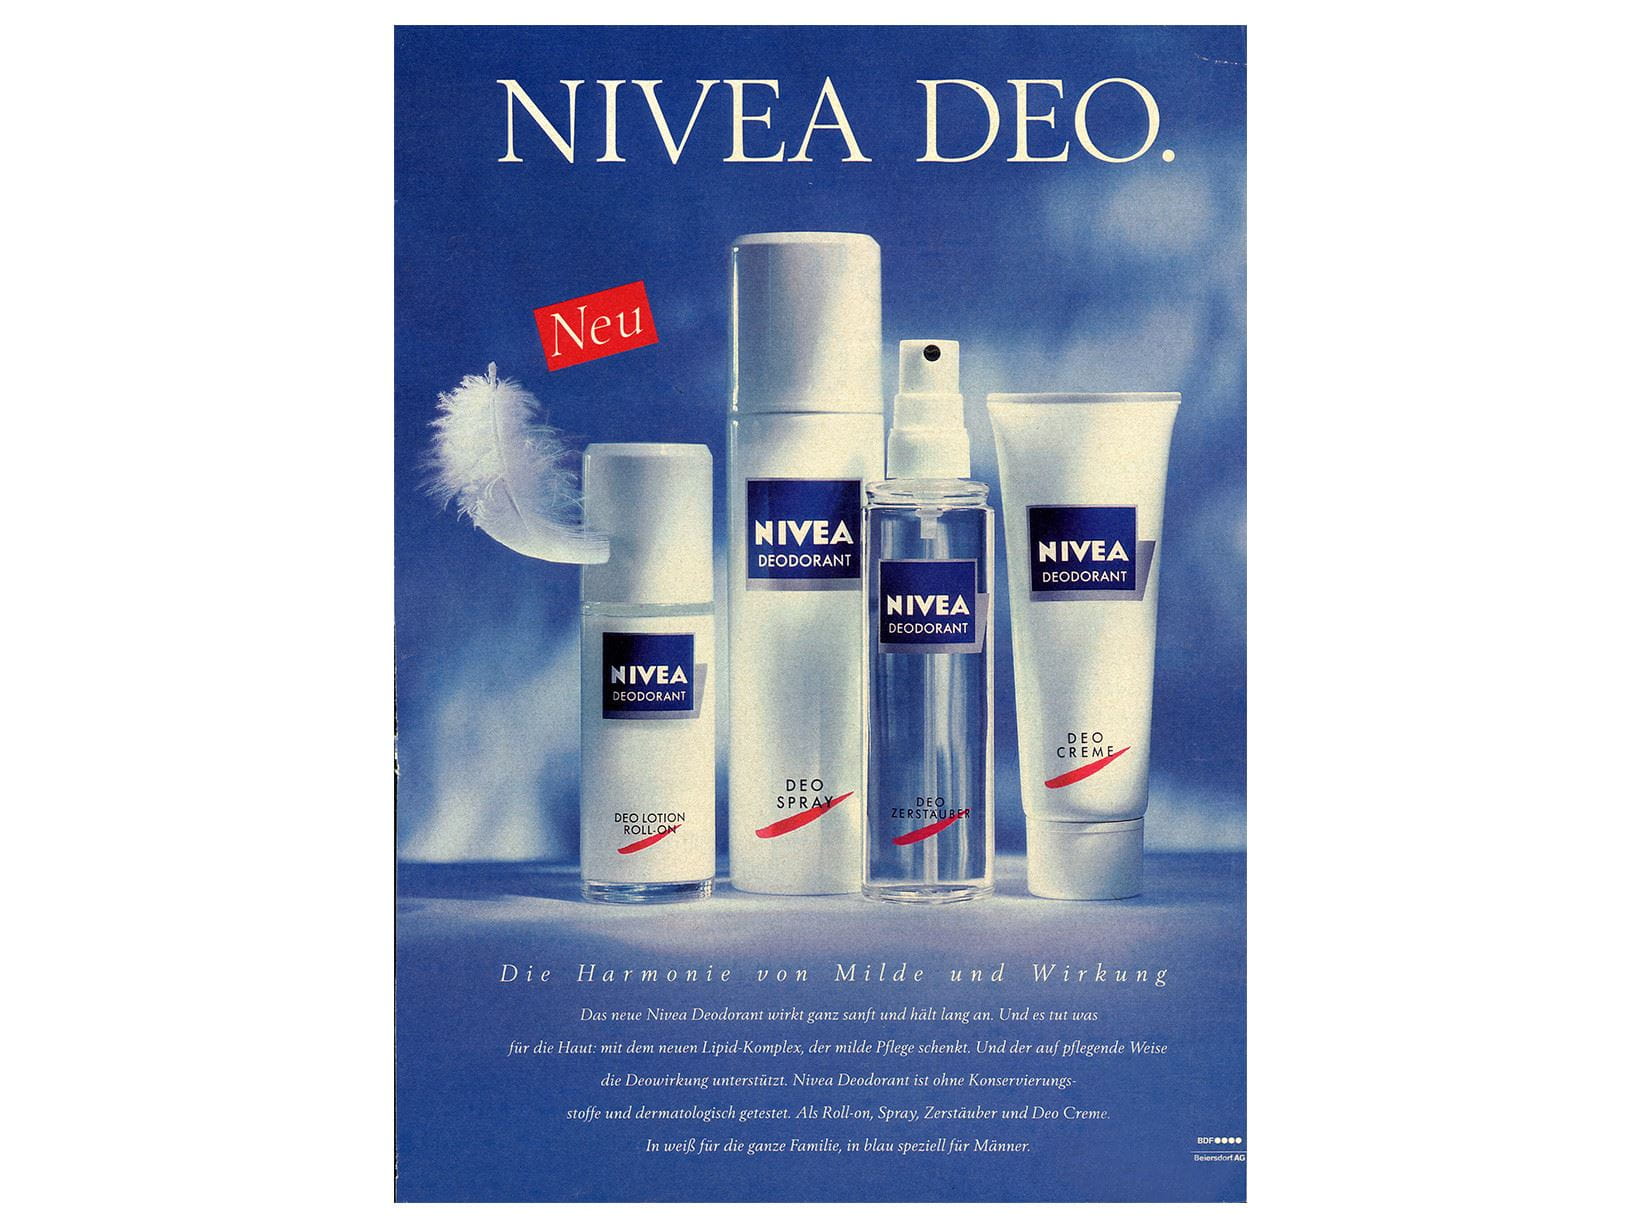 NIVEA DEO.
Neu
NIVEA
DEODORANT
DEO LOTION
ROLL-ON
NIVEA
DEODORANT
DEO
SPRAY
NIVEA
DEODORANT
DEO
ZERSTÄUBER
NIVEA
DEODORANT
DEO
CREME
Die Harmonie von Milde und Wirkung
Das neue Nivea Deodorant wirkt ganz sanft und hält lang an. Und es tut was
für die Haut: mit dem neuen Lipid-Komplex, der milde Pflege schenkt. Und der auf pflegende Weise
die Deowirkung unterstützt. Nivea Deodorant ist ohne Konservierungs-
stoffe und dermatologisch getestet. Als Roll-on, Spray, Zerstäuber und Deo Creme.
In weiß für die ganze Familie, in blau speziell für Männer.
BDF●●●●
Beiersdorf AG